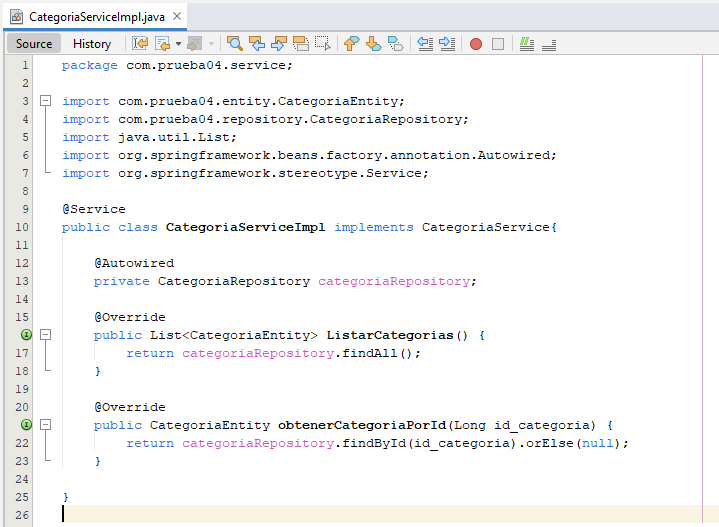 CategoriaServiceImpl.java
Source History
1 package com.prueba04.service;
2
3 import com.prueba04.entity.CategoriaEntity;
4 import com.prueba04.repository.CategoriaRepository;
5 import java.util.List;
6 import org.springframework.beans.factory.annotation.Autowired;
7 import org.springframework.stereotype.Service;
8
9 @Service
10 public class CategoriaServiceImpl implements CategoriaService{
11
12 @Autowired
13 private CategoriaRepository categoriaRepository;
14
15 @Override
public List<CategoriaEntity> ListarCategorias() {
17 return categoriaRepository.findAll();
18 }
19
20 @Override
public CategoriaEntity obtenerCategoriaPorId(Long id_categoria) {
22 return categoriaRepository.findById(id_categoria).orElse(null);
23 }
24
25 }
26